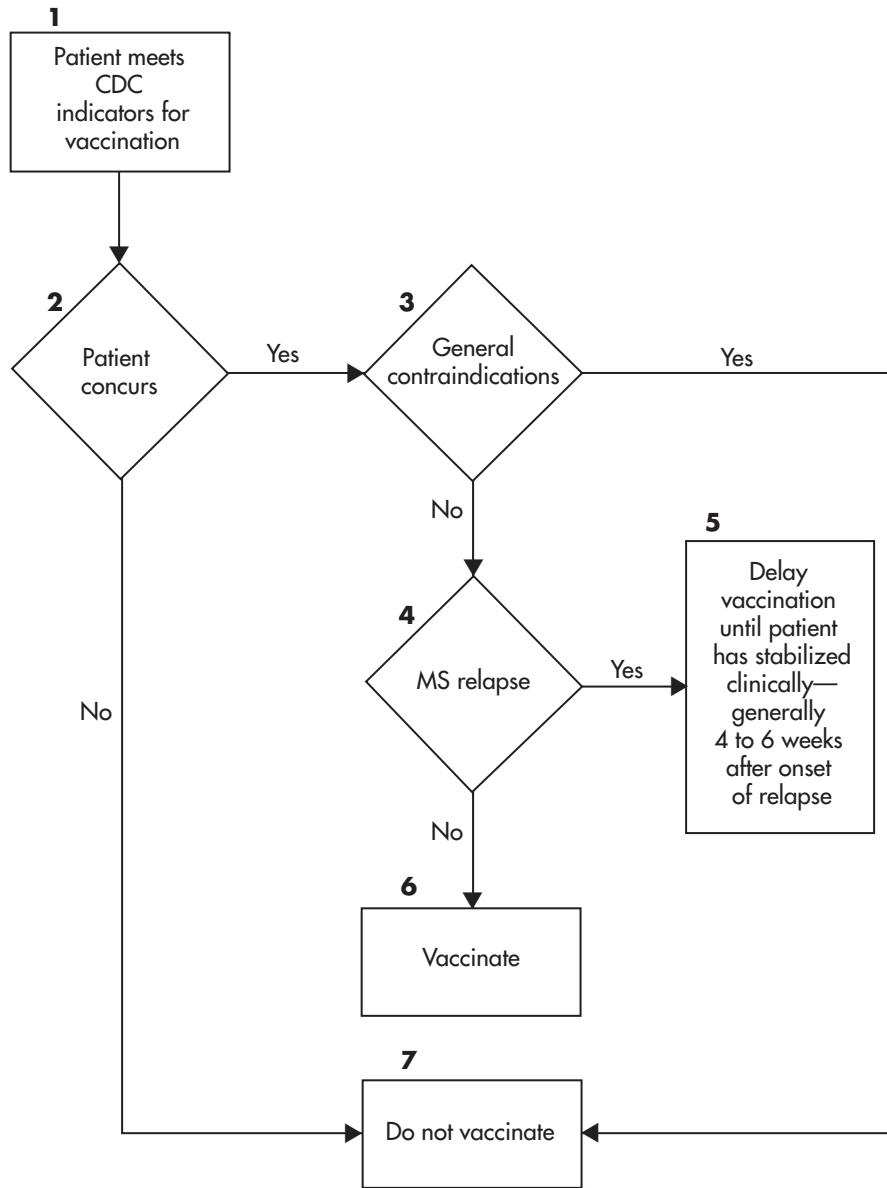 1
Patient meets
CDC
indicators for
vaccination
2
Patient
concurs
Yes
3
General
contraindications
Yes
No
4
MS relapse
Yes
5
Delay
vaccination
until patient
has stabilized
clinically—
generally
4 to 6 weeks
after onset
of relapse
No
No
6
Vaccinate
7
Do not vaccinate